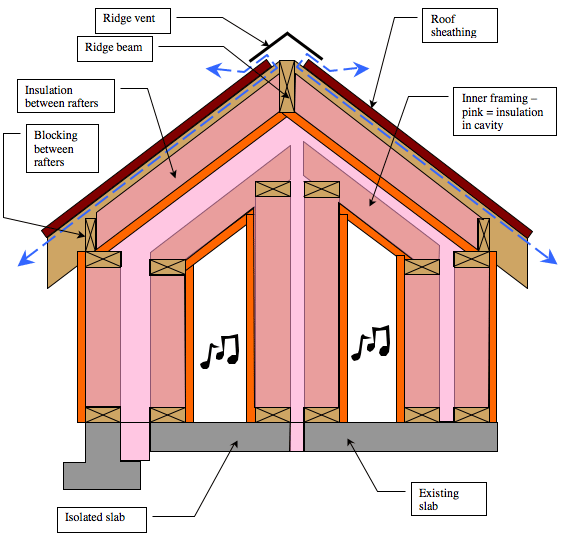 Ridge vent
Ridge beam
Roof
sheathing
Insulation
between rafters
Inner framing –
pink = insulation
in cavity
Blocking
between
rafters
Isolated slab
Existing
slab